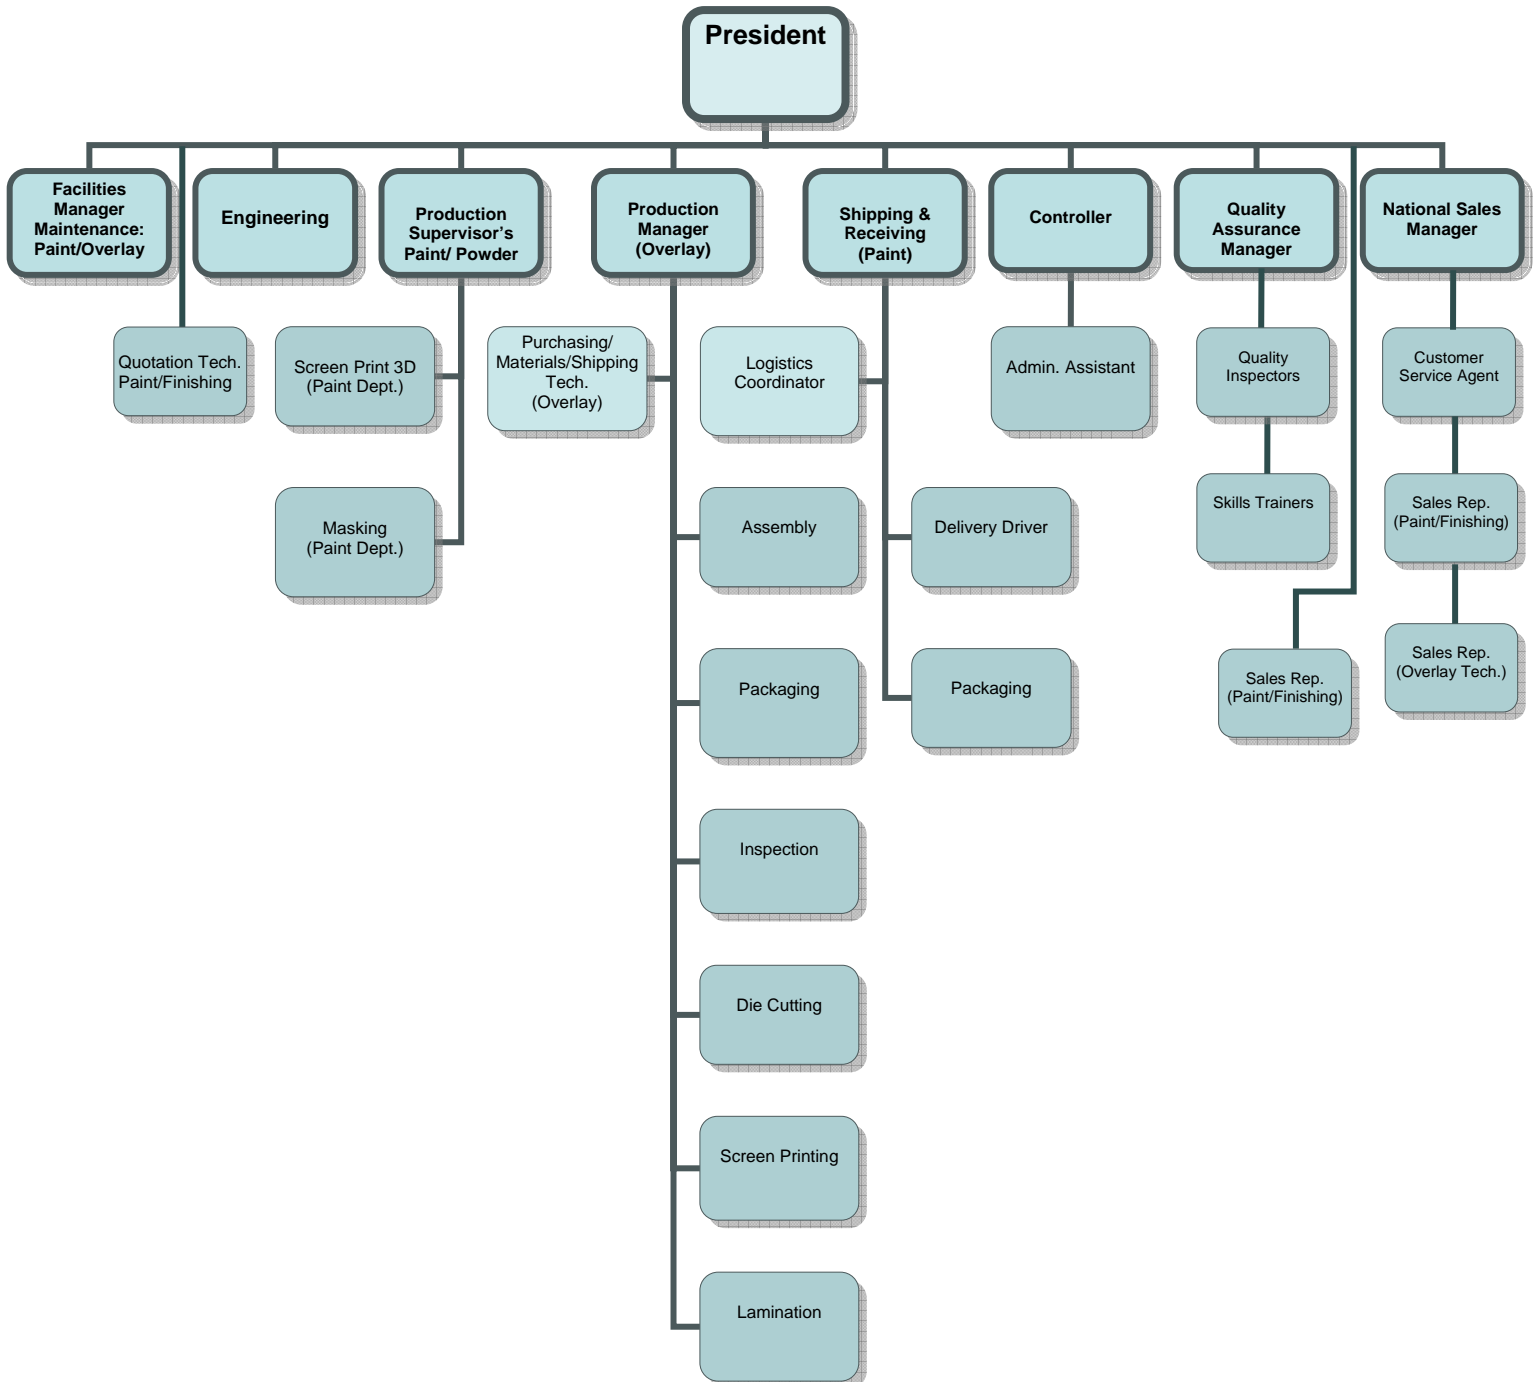 President
Facilities
Manager
Maintenance:
Paint/Overlay
Engineering
Production
Supervisor’s
Paint/ Powder
Production
Manager
(Overlay)
Shipping &
Receiving
(Paint)
Controller
Quality
Assurance
Manager
National Sales
Manager
Quotation Tech.
Paint/Finishing
Screen Print 3D
(Paint Dept.)
Purchasing/
Materials/Shipping
Tech.
(Overlay)
Logistics
Coordinator
Admin. Assistant
Quality
Inspectors
Customer
Service Agent
Masking
(Paint Dept.)
Assembly
Delivery Driver
Skills Trainers
Sales Rep.
(Paint/Finishing)
Packaging
Packaging
Sales Rep.
(Paint/Finishing)
Sales Rep.
(Overlay Tech.)
Inspection
Die Cutting
Screen Printing
Lamination